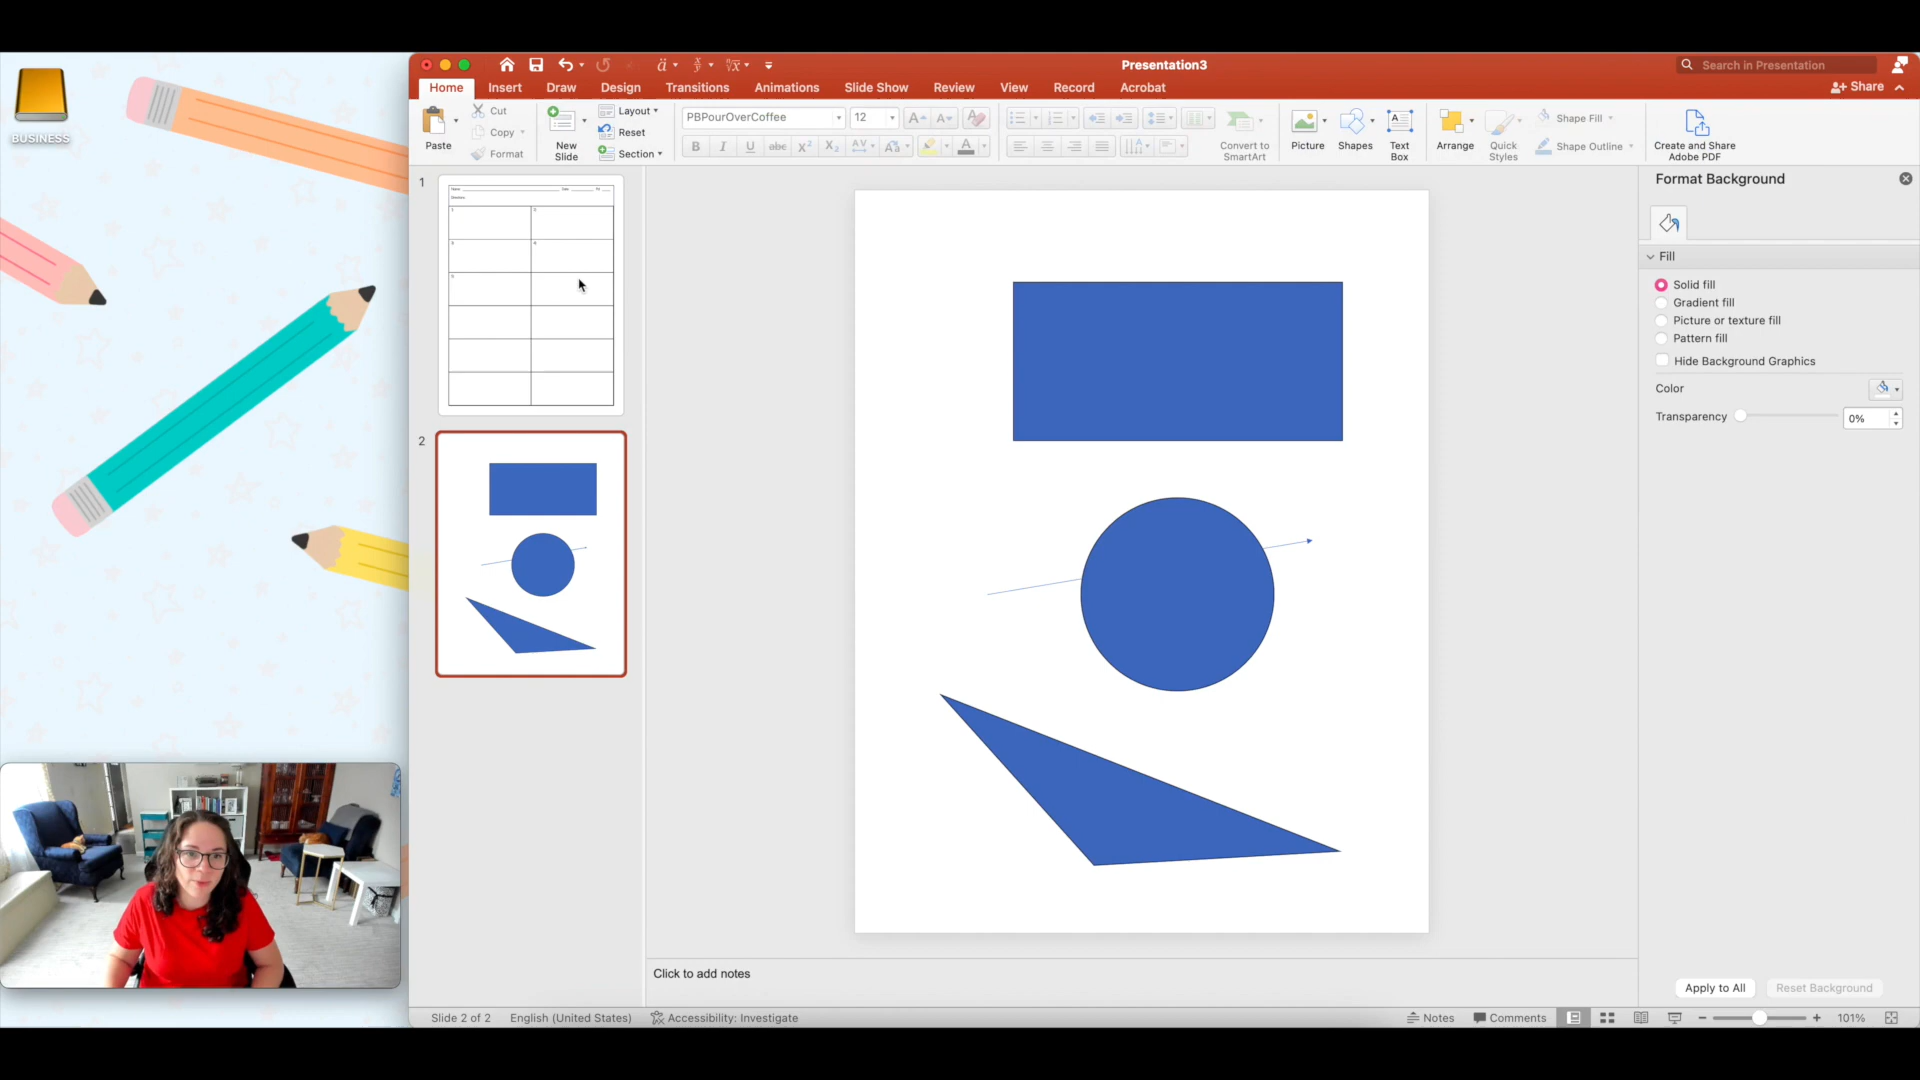 BUSINESS
Presentation3
Search in Presentation
Home Insert Draw Design Transitions Animations Slide Show Review View Record Acrobat
Share
Paste
Cut
Copy
Format
New Slide
Layout
Reset
Section
PBPourOverCoffee
12
Convert to SmartArt
Picture
Shapes
Text Box
Arrange
Quick Styles
Shape Fill
Shape Outline
Create and Share Adobe PDF
1
2
Format Background
Fill
Solid fill
Gradient fill
Picture or texture fill
Pattern fill
Hide Background Graphics
Color
Transparency
0%
Click to add notes
Apply to All
Reset Background
Slide 2 of 2
English (United States)
Accessibility: Investigate
Notes
Comments
101%